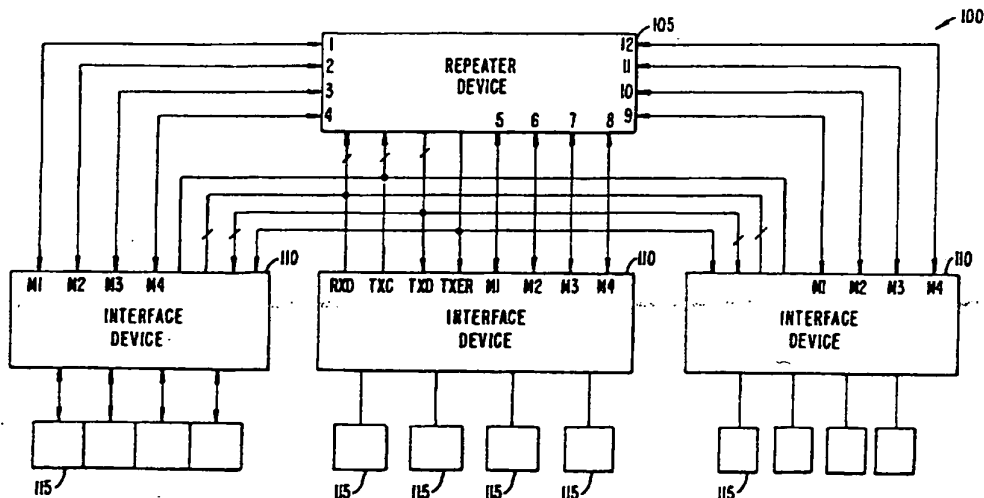 100
105
1 12
2 REPEATER 11
3 DEVICE 10
4 5 6 7 8 9
110 110 110
M1 M2 M3 M4 RXD TXC TXD TXER M1 M2 M3 M4 M1 M2 M3 M4
INTERFACE INTERFACE INTERFACE
DEVICE DEVICE DEVICE
115 115 115 115 115 115